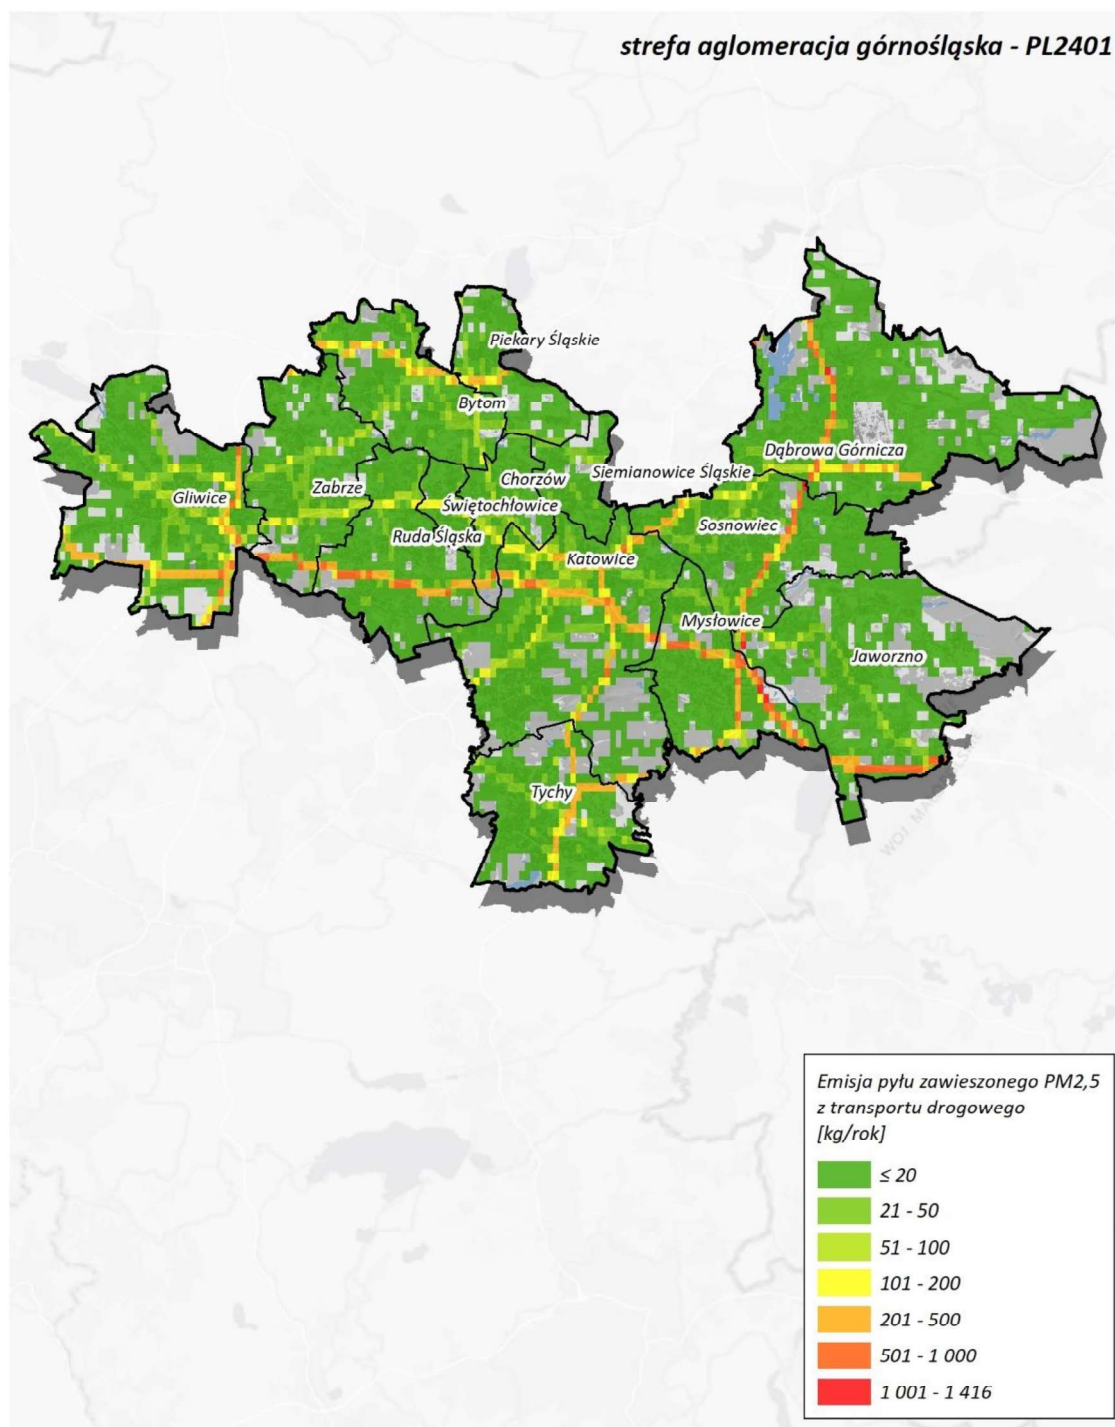 strefa aglomeracja górnośląska - PL2401
Piekary Śląskie
Bytom
Dąbrowa Górnicza
Siemianowice Śląskie
Chorzów
Zabrze
Gliwice
Świętochłowice
Sosnowiec
Ruda Śląska
Katowice
Mysłowice
Jaworzno
Tychy
Emisja pyłu zawieszonego PM2,5
z transportu drogowego
[kg/rok]
≤ 20
21 - 50
51 - 100
101 - 200
201 - 500
501 - 1 000
1 001 - 1 416